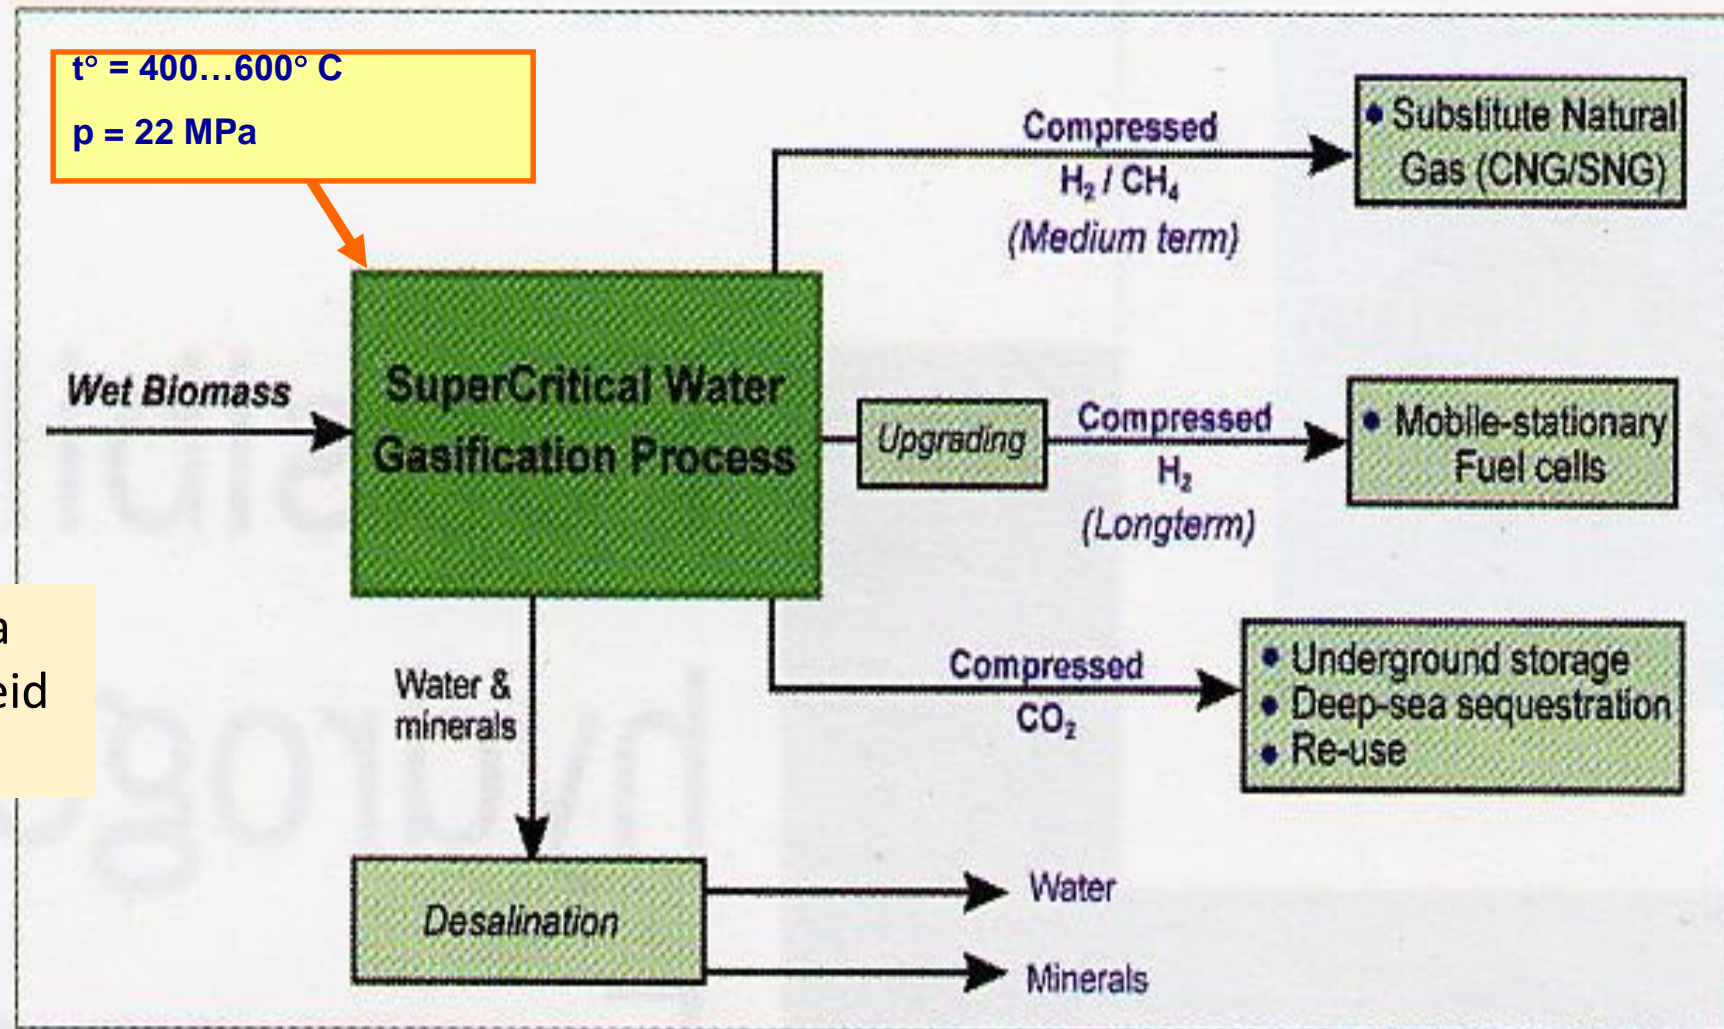 t° = 400…600° C
p = 22 MPa
Compressed
H₂ / CH₄
(Medium term)
• Substitute Natural
Gas (CNG/SNG)
Wet Biomass
SuperCritical Water
Gasification Process
Upgrading
Compressed
H₂
(Longterm)
• Mobile-stationary
Fuel cells
a
eid
Water &
minerals
Compressed
CO₂
• Underground storage
• Deep-sea sequestration
• Re-use
Desalination
Water
Minerals